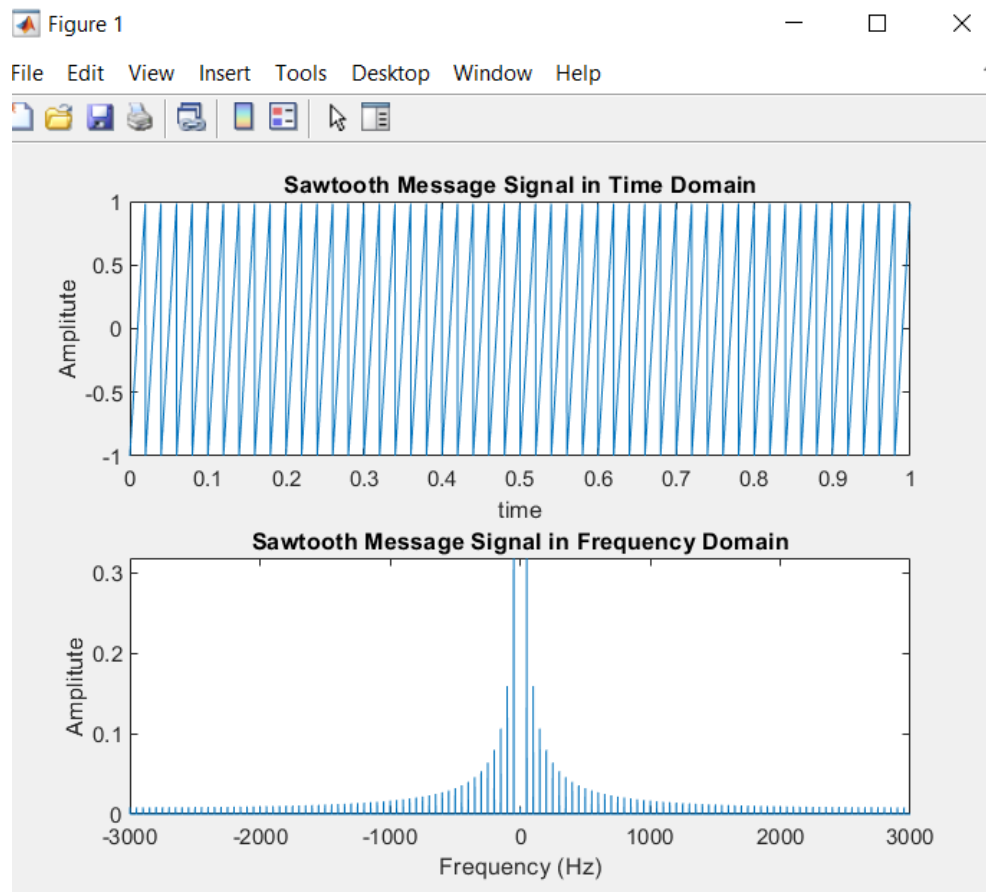 Figure 1
File Edit View Insert Tools Desktop Window Help
Sawtooth Message Signal in Time Domain
1
0.5
0
-0.5
-1
Amplitute
0 0.1 0.2 0.3 0.4 0.5 0.6 0.7 0.8 0.9 1
time
Sawtooth Message Signal in Frequency Domain
0.3
0.2
0.1
0
Amplitute
-3000 -2000 -1000 0 1000 2000 3000
Frequency (Hz)